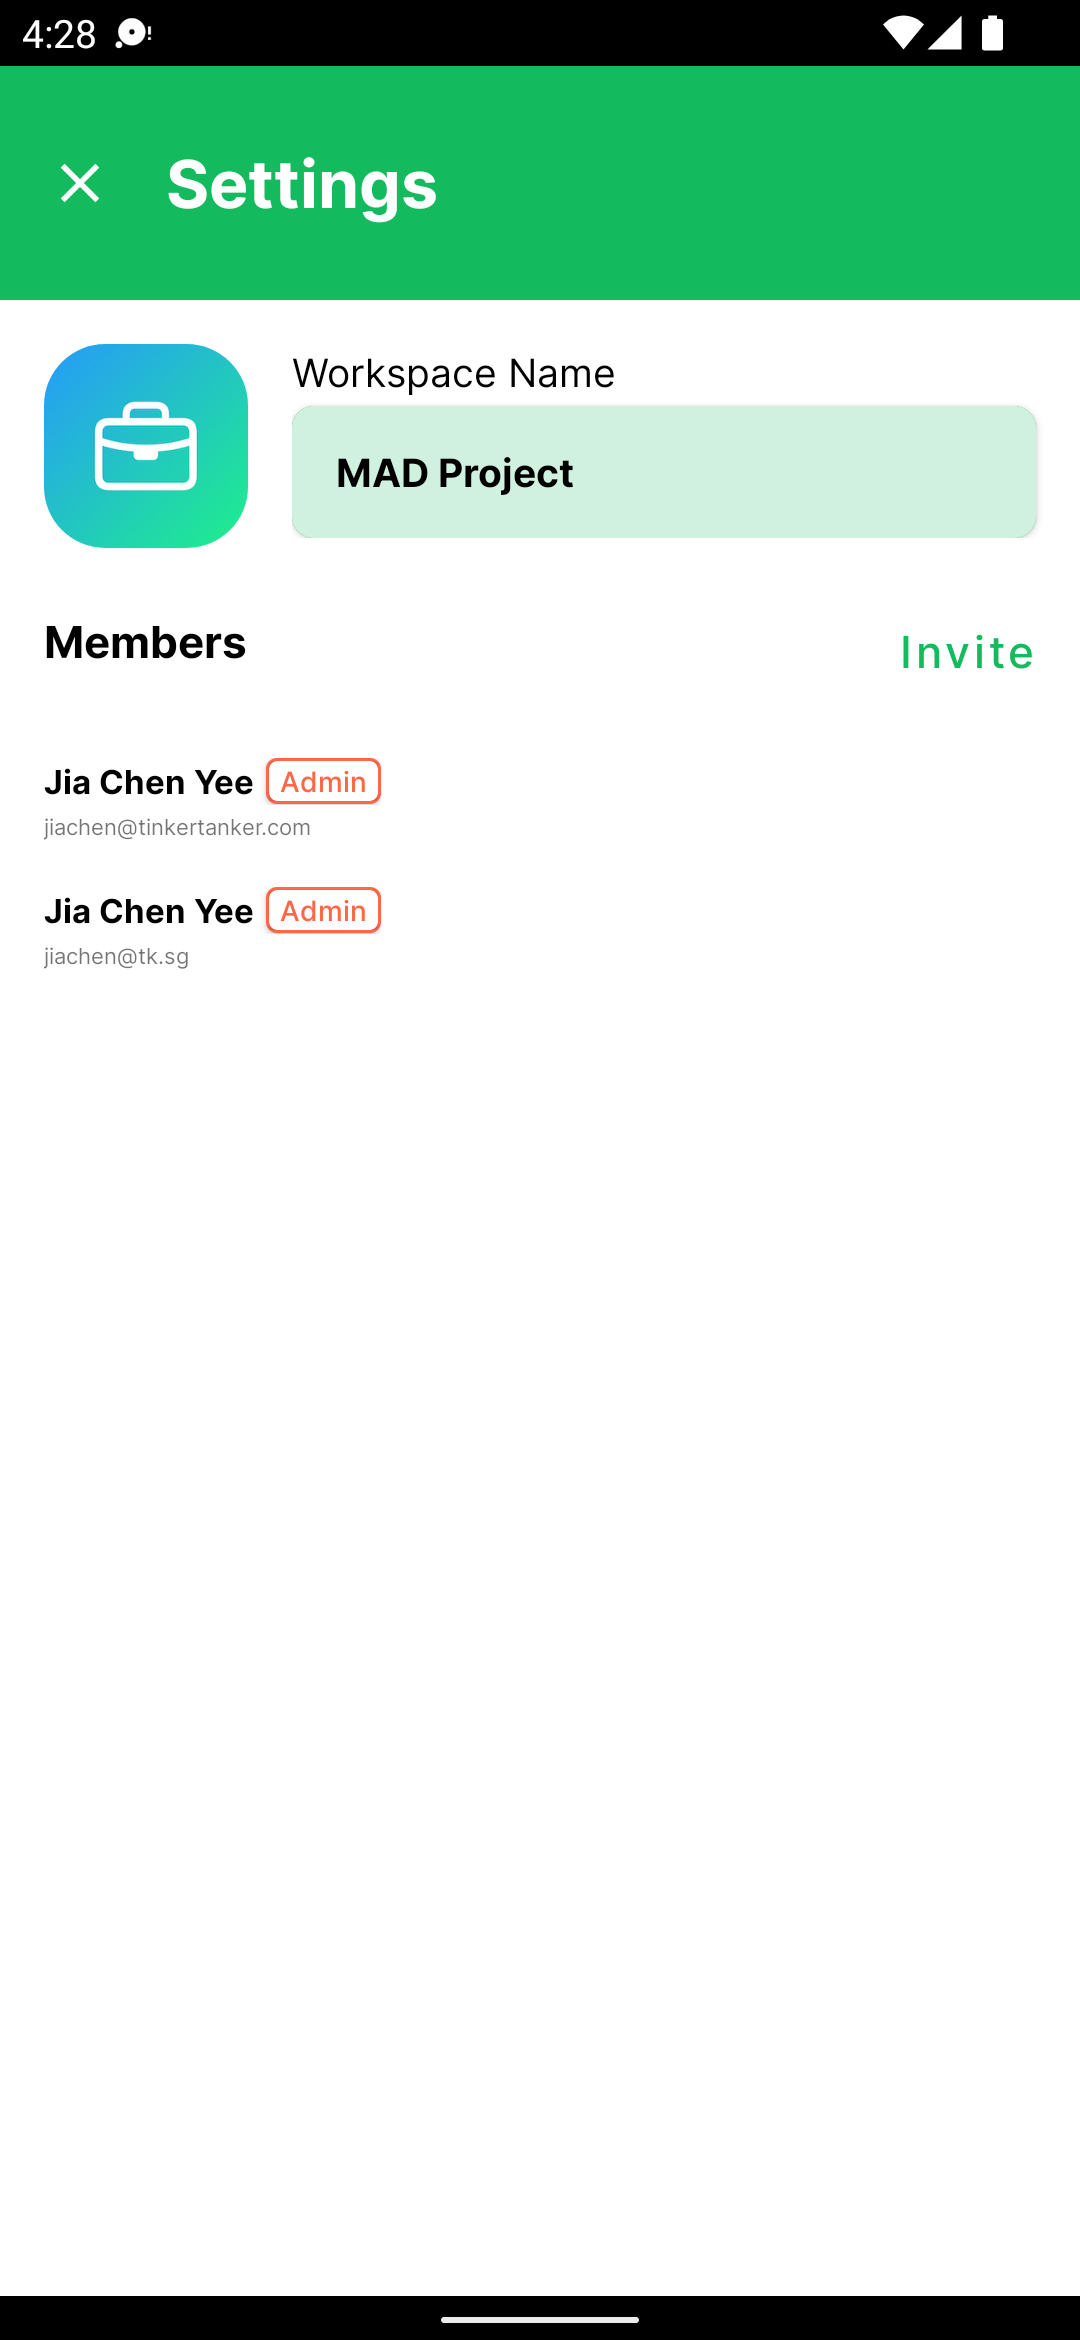 4:28
Settings
Workspace Name
MAD Project
Members
Invite
Jia Chen Yee Admin
jiachen@tinkertanker.com
Jia Chen Yee Admin
jiachen@tk.sg